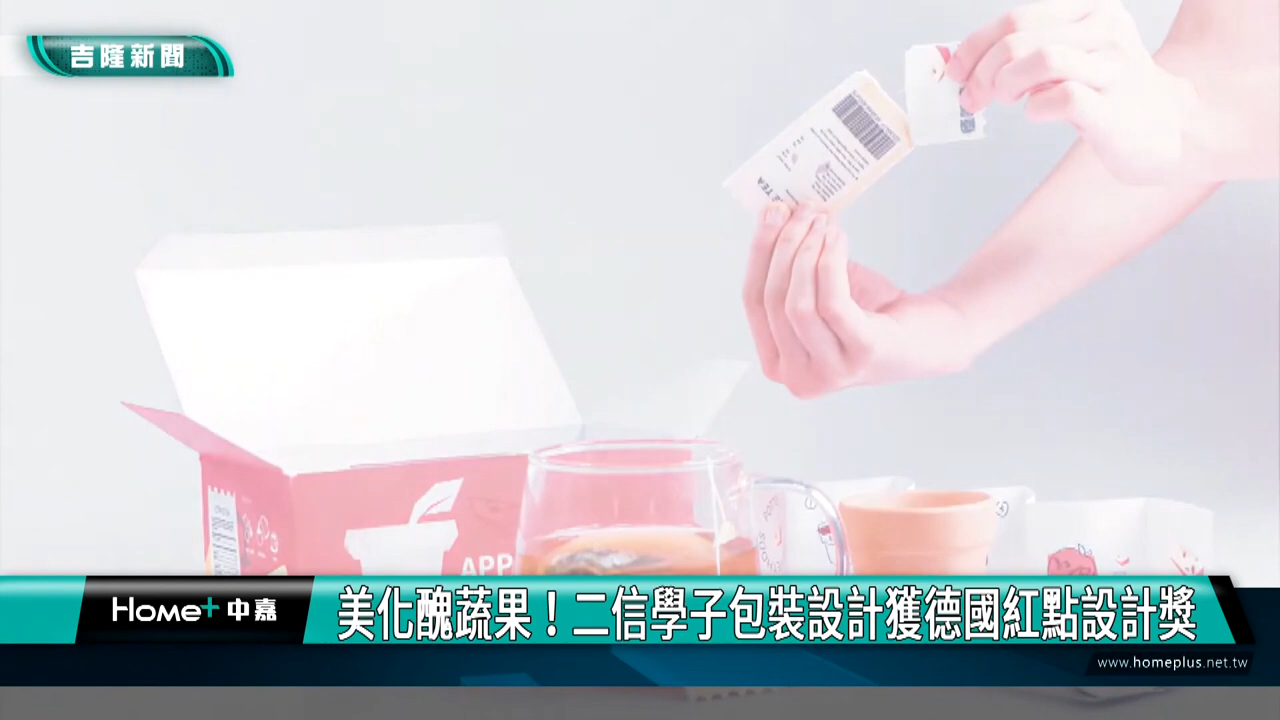 吉隆新聞
APP
Home+ 中嘉
美化醜蔬果！二信學子包裝設計獲德國紅點設計獎
www.homeplus.net.tw